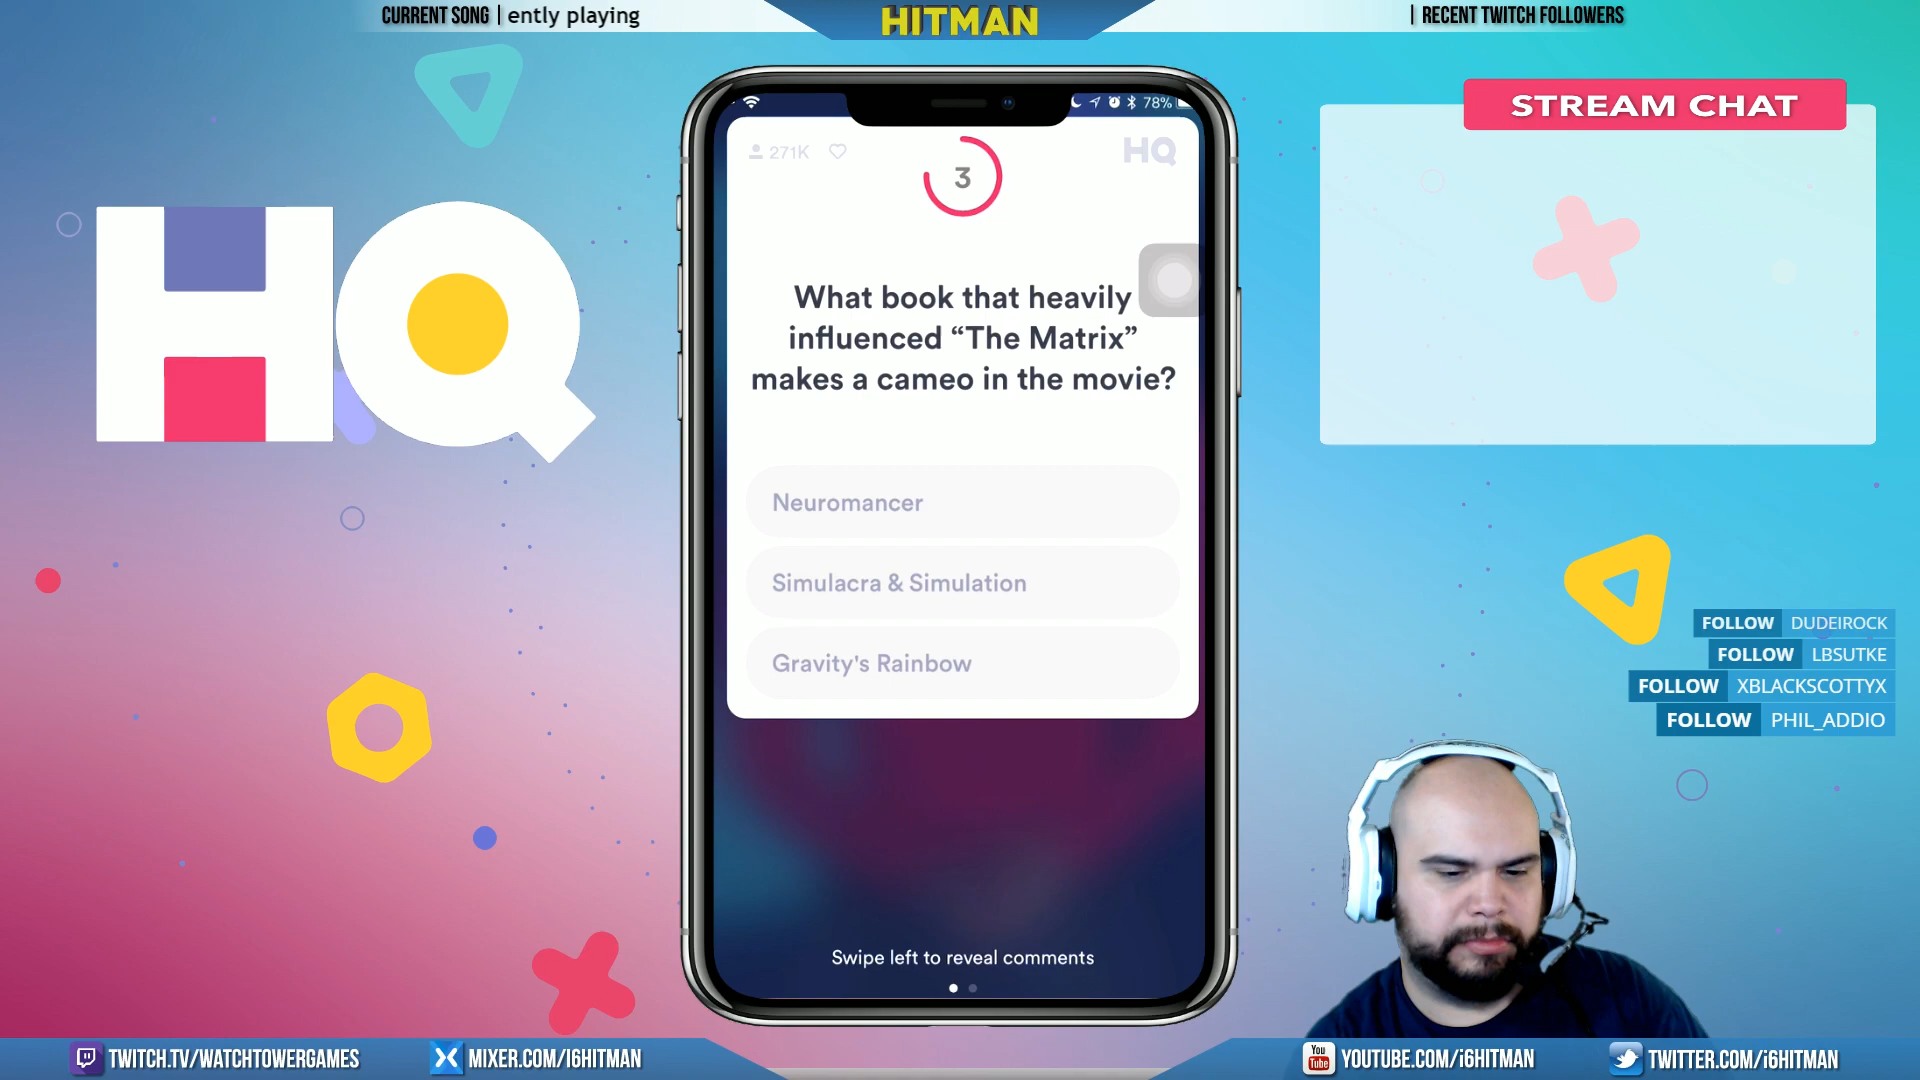 CURRENT SONG | ently playing
HITMAN
| RECENT TWITCH FOLLOWERS
STREAM CHAT
HQ
78%
271K
3
HQ
What book that heavily
influenced “The Matrix”
makes a cameo in the movie?
Neuromancer
Simulacra & Simulation
Gravity's Rainbow
Swipe left to reveal comments
FOLLOW DUDEIROCK
FOLLOW LBSUTKE
FOLLOW XBLACKSCOTTYX
FOLLOW PHIL_ADDIO
TWITCH.TV/WATCHTOWERGAMES
MIXER.COM/I6HITMAN
You Tube
YOUTUBE.COM/i6HITMAN
TWITTER.COM/i6HITMAN